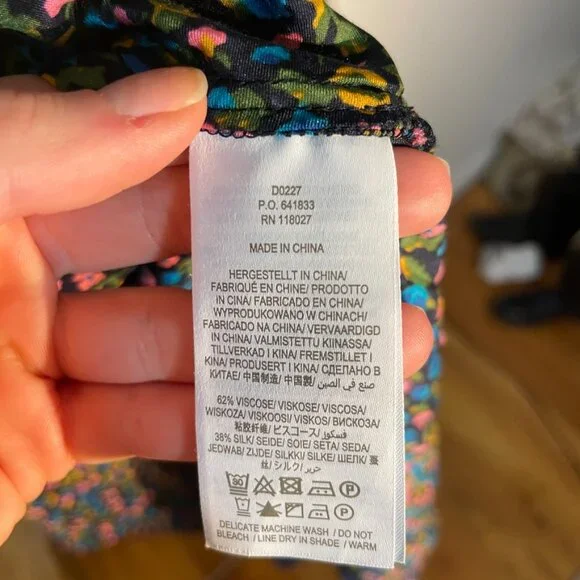 D0227
P.O. 641833
RN 118027
MADE IN CHINA
HERGESTELLT IN CHINA/
FABRIQUÉ EN CHINE/ PRODOTTO
IN CINA/ FABRICADO EN CHINA/
WYPRODUKOWANO W CHINACH/
FABRICADO NA CHINA/ VERVAARDIGD
IN CHINA/ VALMISTETTU KIINASSA/
TILLVERKAD I KINA/ FREMSTILLET I
KINA/ PRODUSERT I KINA/ СДЕЛАНО В
КИТАЕ/ 中国制造/ 中国製/ صنع في الصين
62% VISCOSE/ VISKOSE/ VISCOSA/
WISKOZA/ VISKOOSI/ VISKOS/ ВИСКОЗА/
粘胶纤维/ ビスコース/ فسكوز
38% SILK/ SEIDE/ SOIE/ SETA/ SEDA/
JEDWAB/ ZIJDE/ SILKKI/ SILKE/ ШЕЛК/ 蚕
丝/ シルク/ حرير
DELICATE MACHINE WASH / DO NOT
BLEACH / LINE DRY IN SHADE / WARM